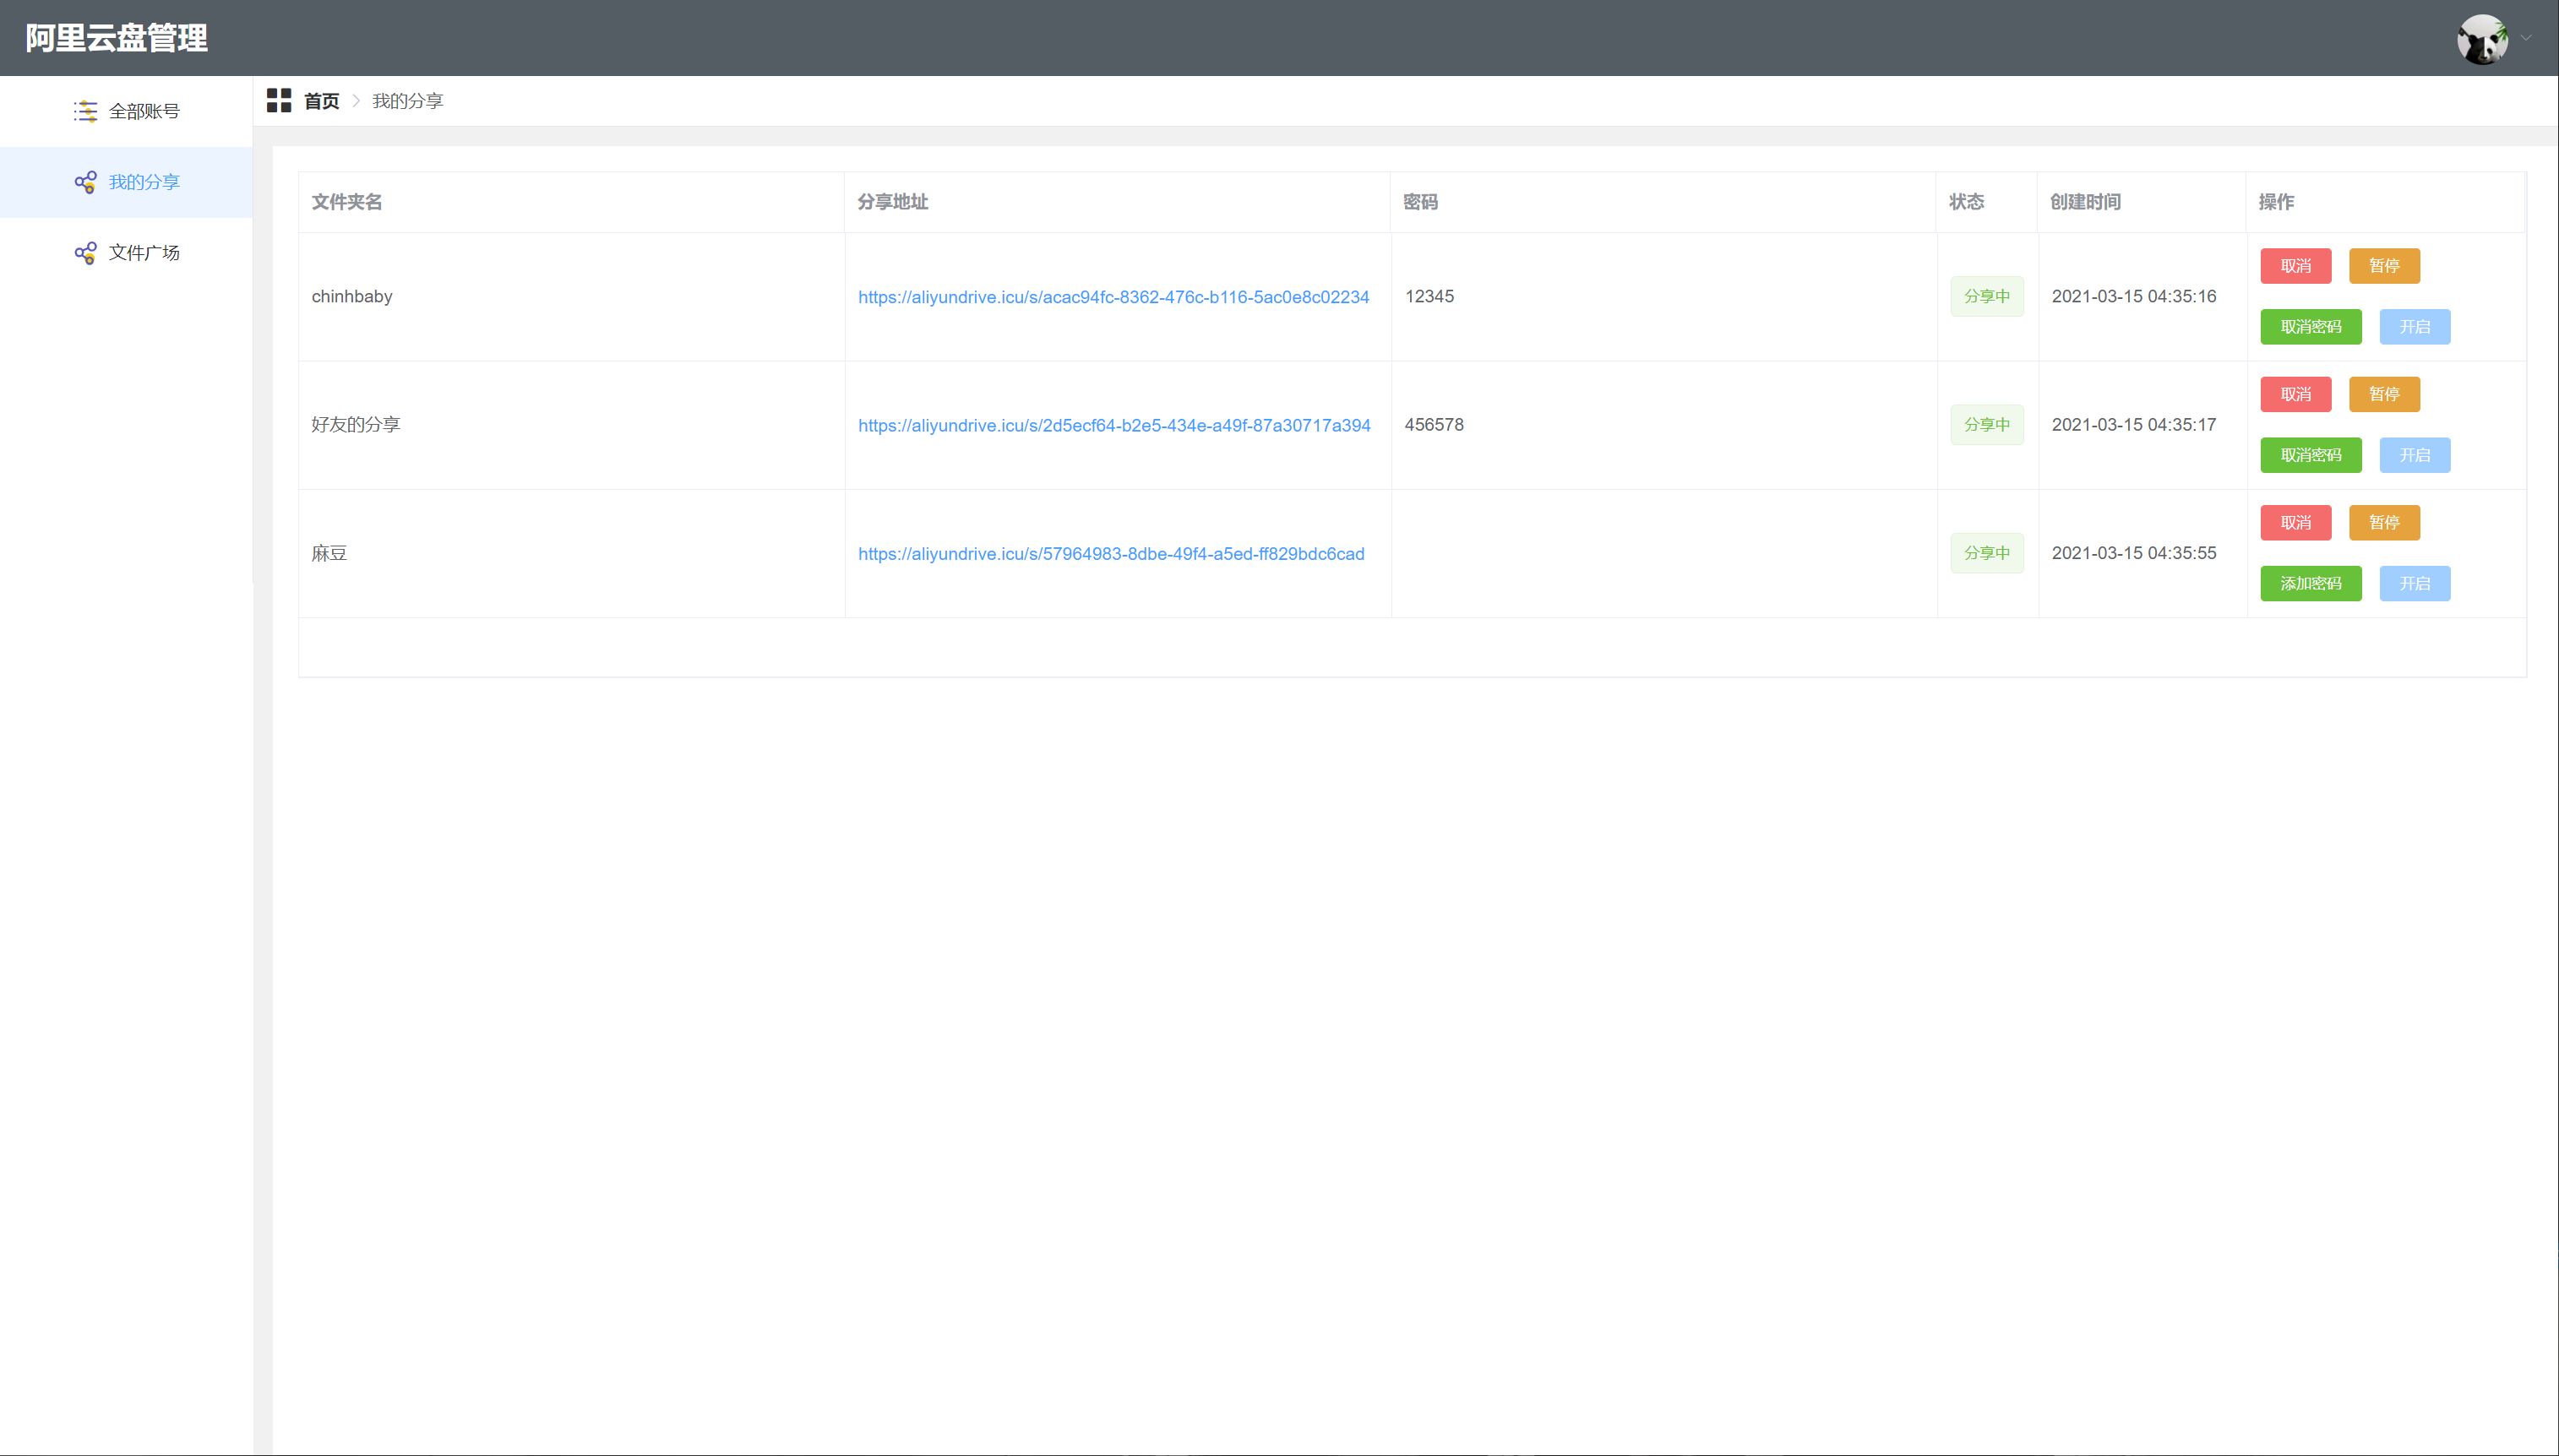 阿里云盘管理
全部账号
我的分享
文件广场
首页 > 我的分享
文件夹名 分享地址 密码 状态 创建时间 操作
chinhbaby https://aliyundrive.icu/s/acac94fc-8362-476c-b116-5ac0e8c02234 12345 分享中 2021-03-15 04:35:16 取消 暂停
取消密码 开启
好友的分享 https://aliyundrive.icu/s/2d5ecf64-b2e5-434e-a49f-87a30717a394 456578 分享中 2021-03-15 04:35:17 取消 暂停
取消密码 开启
麻豆 https://aliyundrive.icu/s/57964983-8dbe-49f4-a5ed-ff829bdc6cad 分享中 2021-03-15 04:35:55 取消 暂停
添加密码 开启